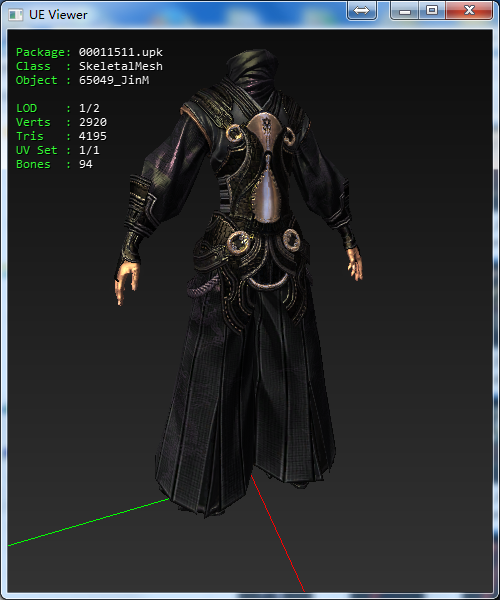 UE Viewer
Package: 00011511.upk
Class : SkeletalMesh
Object : 65049_JinM
LOD : 1/2
Verts : 2920
Tris : 4195
UV Set : 1/1
Bones : 94